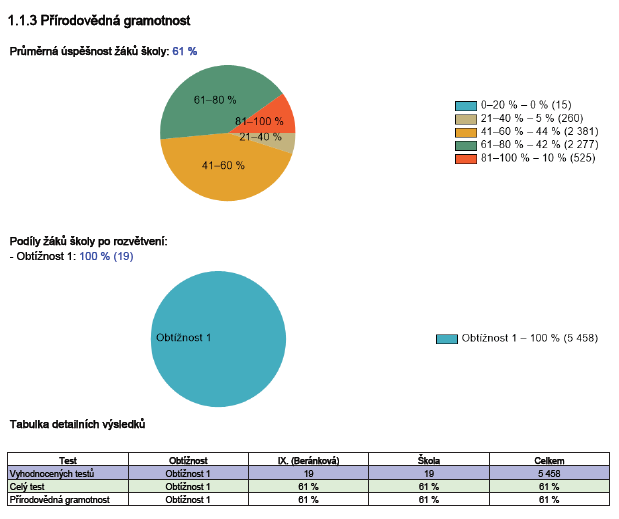 1.1.3 Přírodovědná gramotnost
Průměrná úspěšnost žáků školy: 61 %
61–80 %
81–100 %
21–40 %
41–60 %
0–20 % – 0 % (15)
21–40 % – 5 % (260)
41–60 % – 44 % (2 381)
61–80 % – 42 % (2 277)
81–100 % – 10 % (525)
Podíly žáků školy po rozvětvení:
- Obtížnost 1: 100 % (19)
Obtížnost 1
Obtížnost 1 – 100 % (5 458)
Tabulka detailních výsledků
Test Obtížnost IX. (Beránková) Škola Celkem
Vyhodnocených testů Obtížnost 1 19 19 5 458
Celý test Obtížnost 1 61 % 61 % 61 %
Přírodovědná gramotnost Obtížnost 1 61 % 61 % 61 %